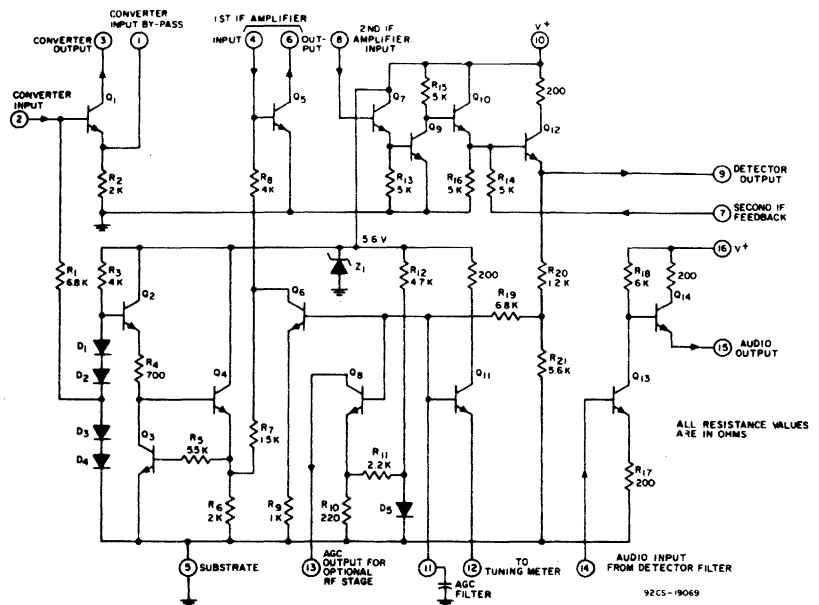 CONVERTER
INPUT BY-PASS
1ST IF AMPLIFIER
CONVERTER
OUTPUT
3
1
INPUT
4
6
OUT-
PUT
8
2ND IF
AMPLIFIER
INPUT
V+
10
CONVERTER
INPUT
2
Q1
Q5
Q7
R15
5 K
Q10
200
Q9
Q12
R2
2 K
R8
4K
R13
5 K
R16
5K
R14
5 K
9
DETECTOR
OUTPUT
7
SECOND IF
FEEDBACK
5.6 V
16
V+
R1
6.8K
R3
4K
Q2
Z1
Q6
R12
4.7K
200
R19
6.8K
R20
1.2K
R18
6K
200
Q14
15
AUDIO
OUTPUT
D1
D2
R4
700
Q4
Q8
Q11
R21
5.6K
Q13
ALL RESISTANCE VALUES
ARE IN OHMS
D3
D4
Q3
R5
5.5K
R7
15K
R11
2.2K
R6
2K
R9
1K
R10
220
D5
R17
200
5
SUBSTRATE
13
AGC
OUTPUT FOR
OPTIONAL
RF STAGE
11
AGC
FILTER
12
TO
TUNING METER
14
AUDIO INPUT
FROM DETECTOR FILTER
92CS-19069